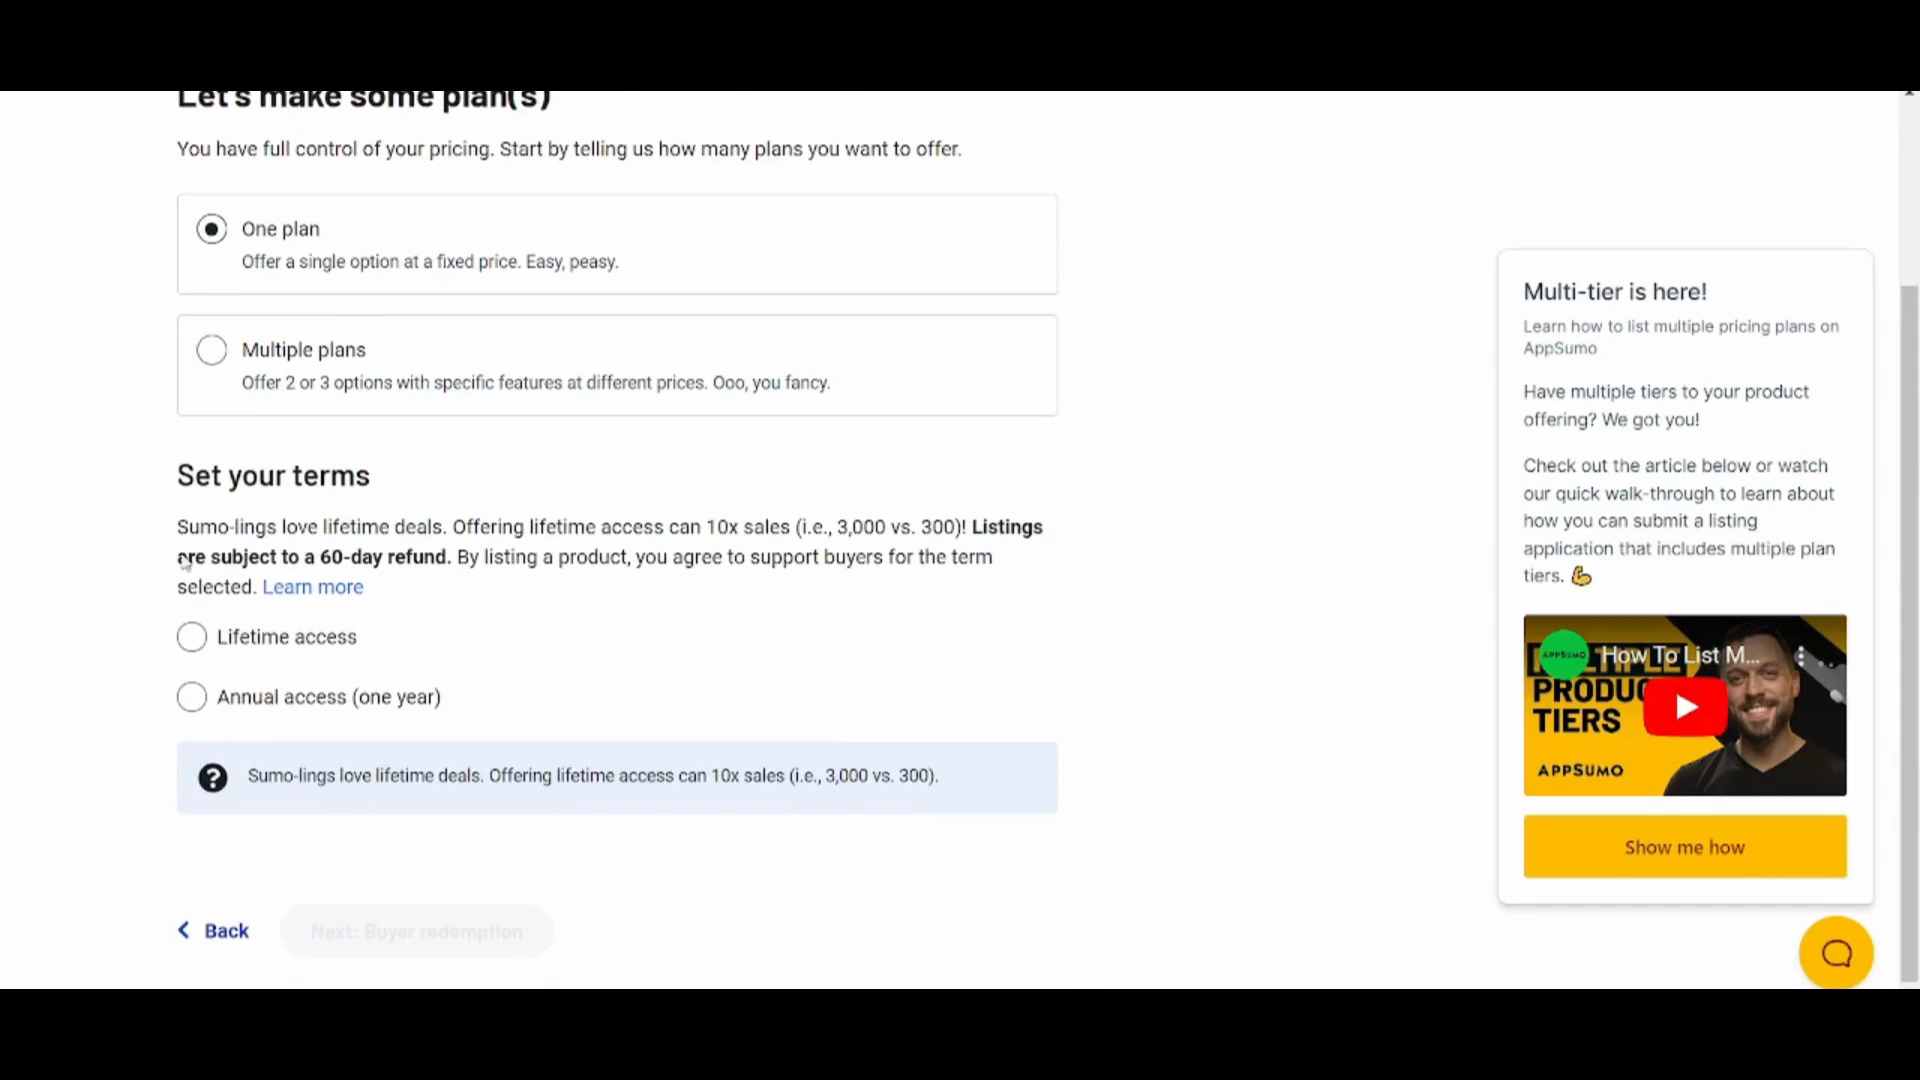 Let's make some plan(s)
You have full control of your pricing. Start by telling us how many plans you want to offer.
One plan
Offer a single option at a fixed price. Easy, peasy.
Multiple plans
Offer 2 or 3 options with specific features at different prices. Ooo, you fancy.
Set your terms
Sumo-lings love lifetime deals. Offering lifetime access can 10x sales (i.e., 3,000 vs. 300)! Listings
are subject to a 60-day refund. By listing a product, you agree to support buyers for the term
selected. Learn more
Lifetime access
Annual access (one year)
Sumo-lings love lifetime deals. Offering lifetime access can 10x sales (i.e., 3,000 vs. 300).
Back
Next: Buyer redemption
Multi-tier is here!
Learn how to list multiple pricing plans on
AppSumo
Have multiple tiers to your product
offering? We got you!
Check out the article below or watch
our quick walk-through to learn about
how you can submit a listing
application that includes multiple plan
tiers. 💪
APPSUMO
How To List M...
TIERS
APPSUMO
Show me how